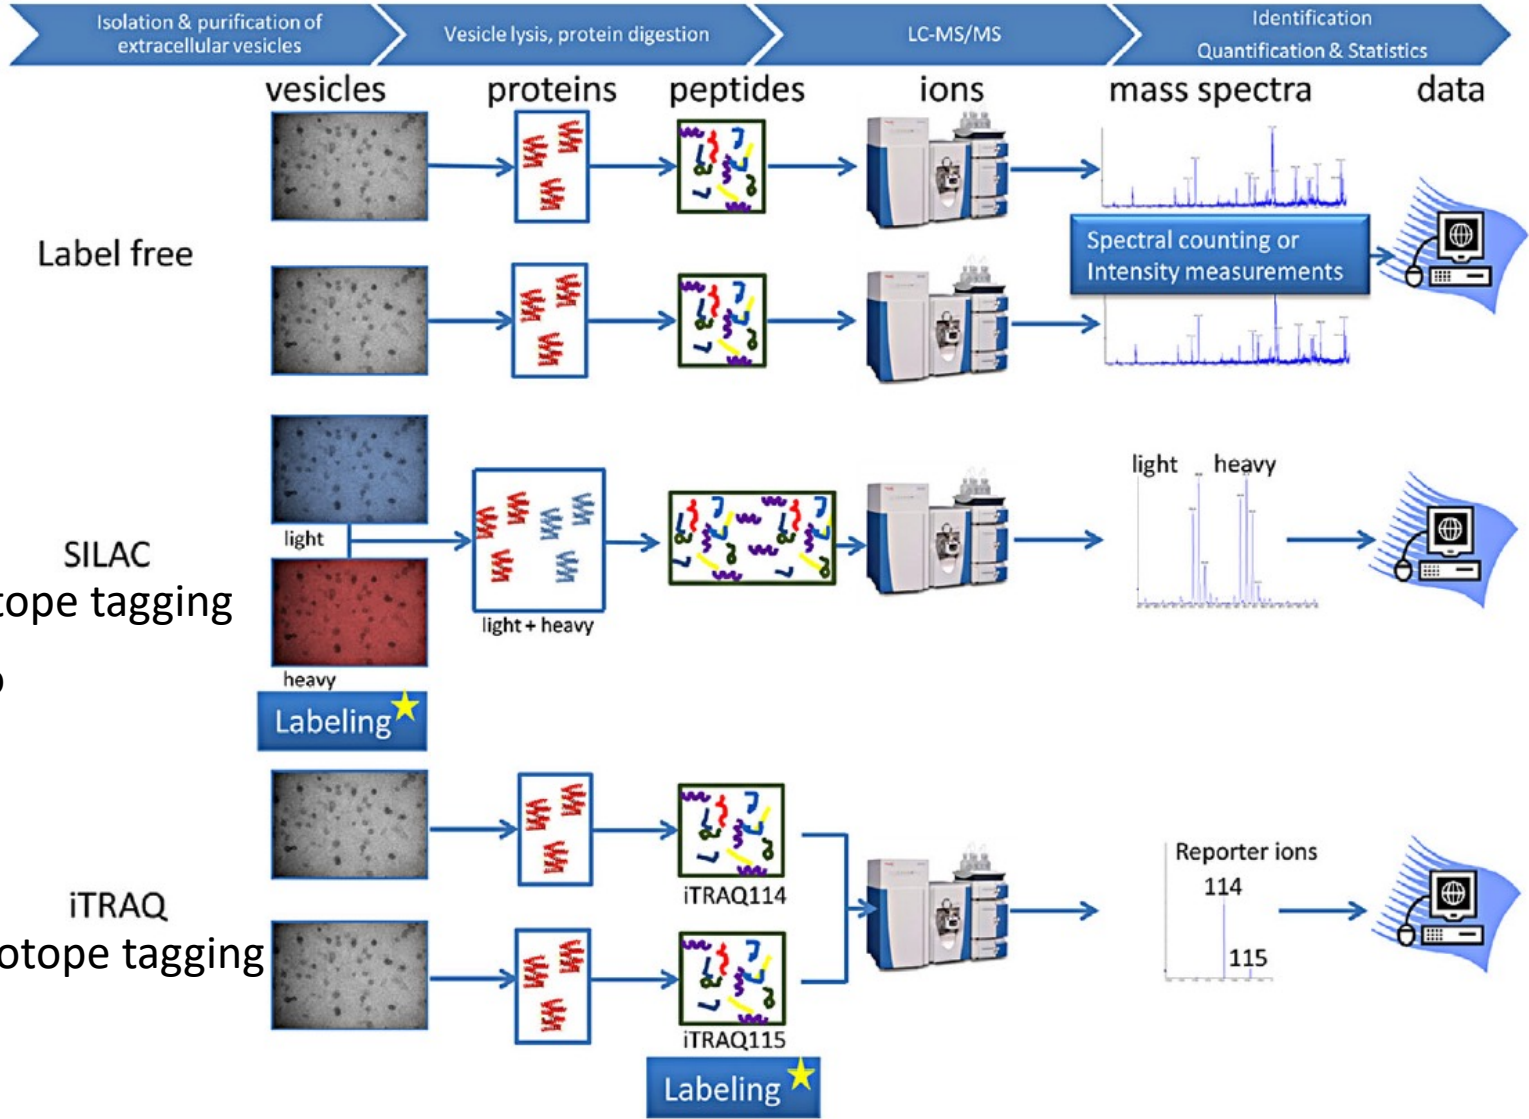 Isolation & purification of
extracellular vesicles
Vesicle lysis, protein digestion
LC-MS/MS
Identification
Quantification & Statistics
vesicles
proteins
peptides
ions
mass spectra
data
Label free
Spectral counting or
Intensity measurements
light
heavy
SILAC
tope tagging
light
light + heavy
heavy
Labeling
iTRAQ
otope tagging
iTRAQ114
Reporter ions
114
115
iTRAQ115
Labeling